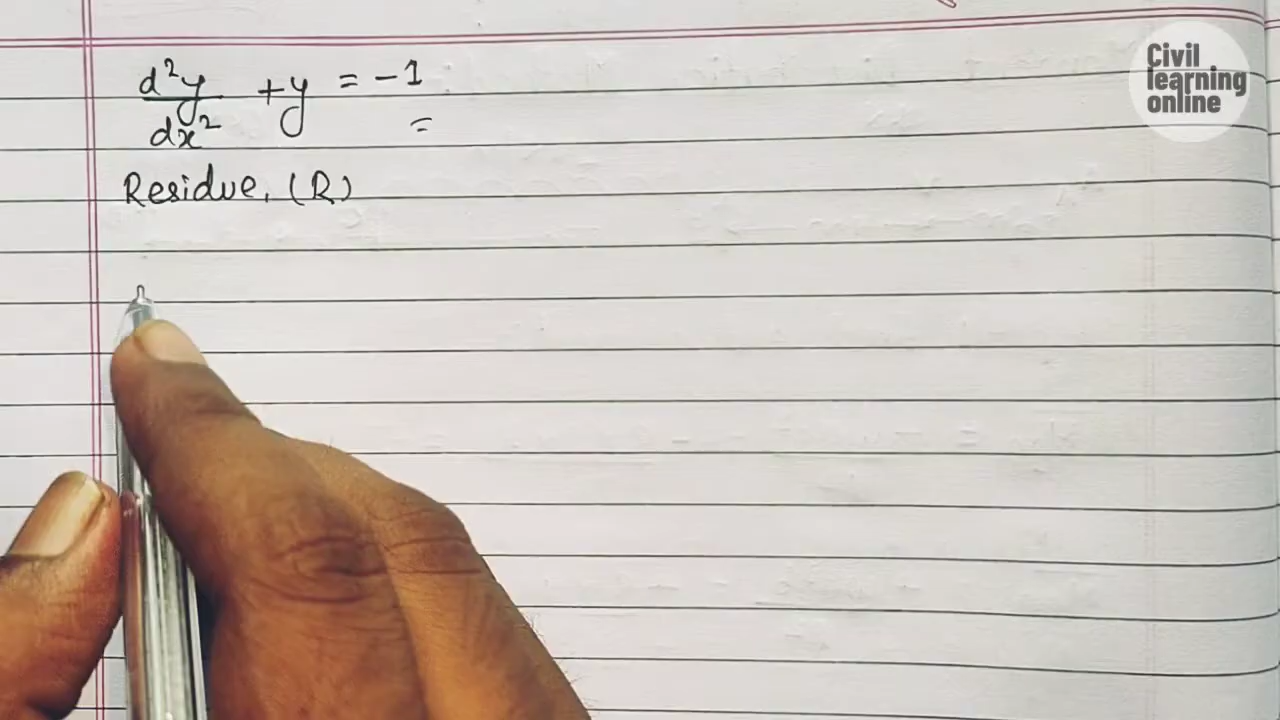 d²y/dx² + y = -1
=
Residue, (R)
Civil
learning
online